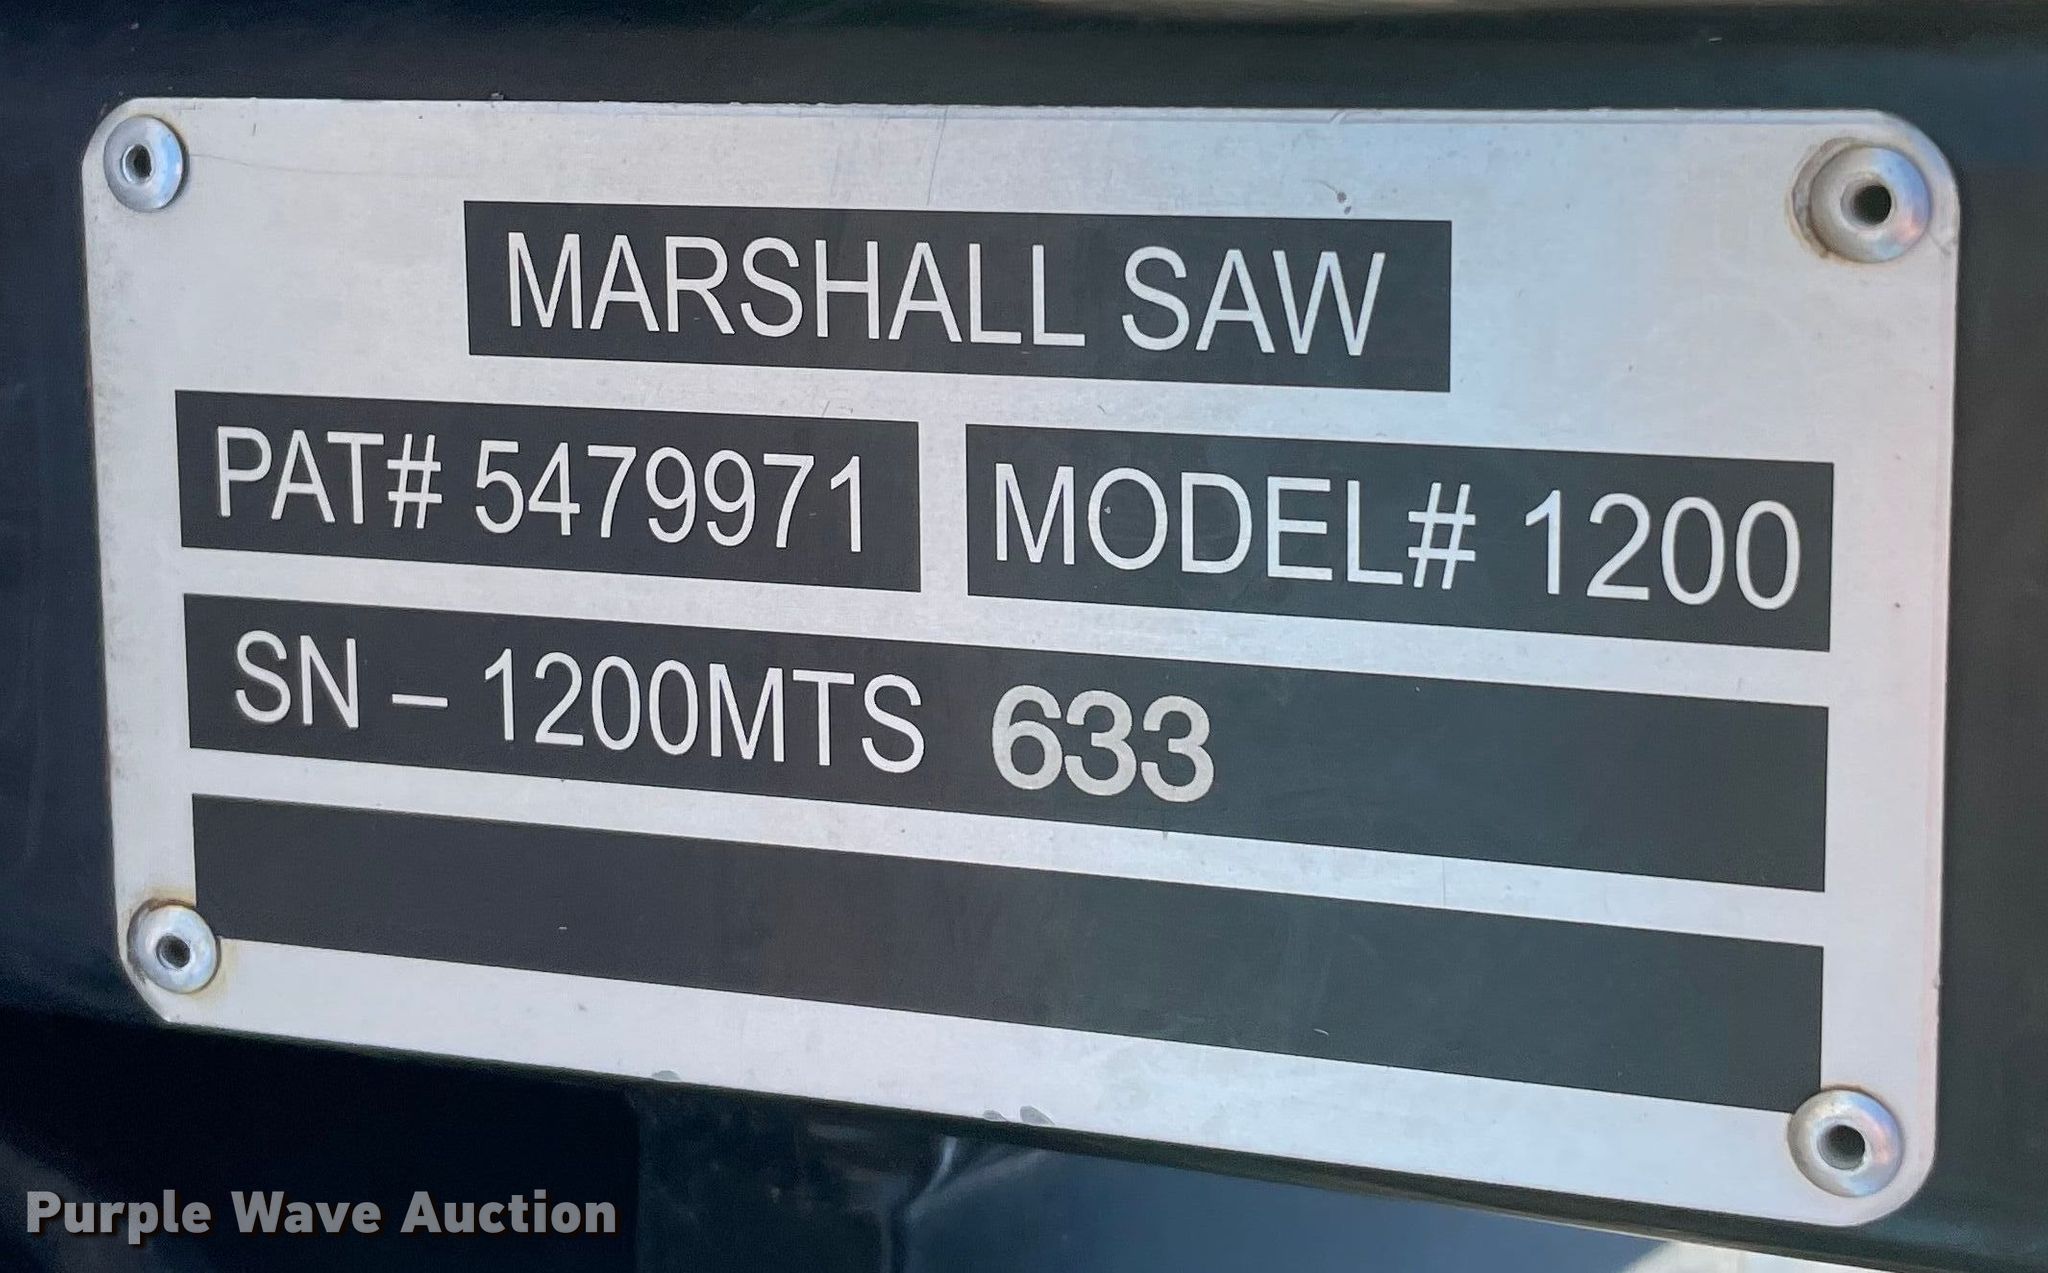 MARSHALL SAW
PAT# 5479971 MODEL# 1200
SN – 1200MTS 633
Purple Wave Auction